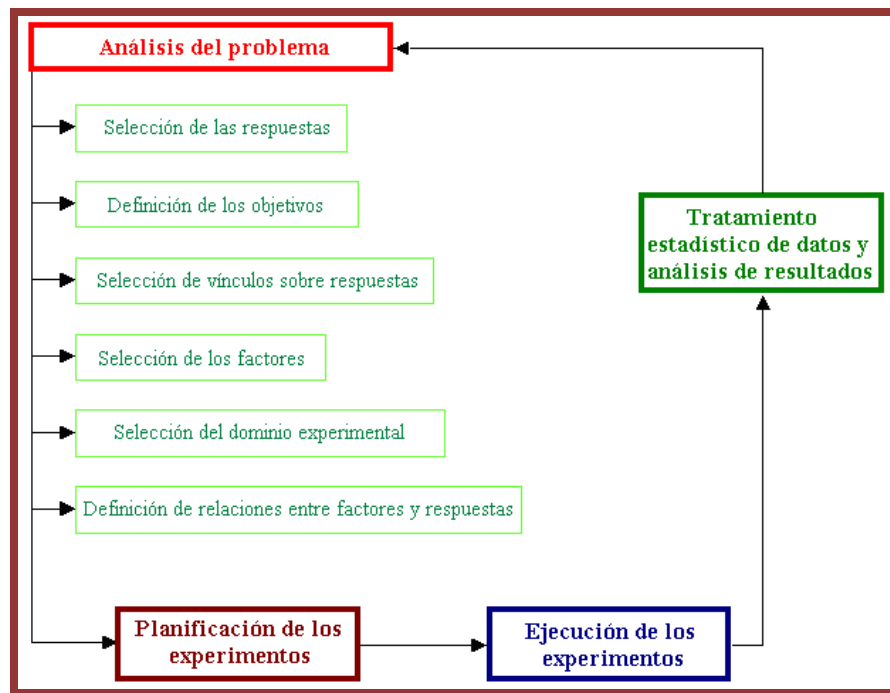 Análisis del problema
Selección de las respuestas
Definición de los objetivos
Selección de vínculos sobre respuestas
Selección de los factores
Selección del dominio experimental
Definición de relaciones entre factores y respuestas
Tratamiento
estadístico de datos y
análisis de resultados
Planificación de los
experimentos
Ejecución de los
experimentos